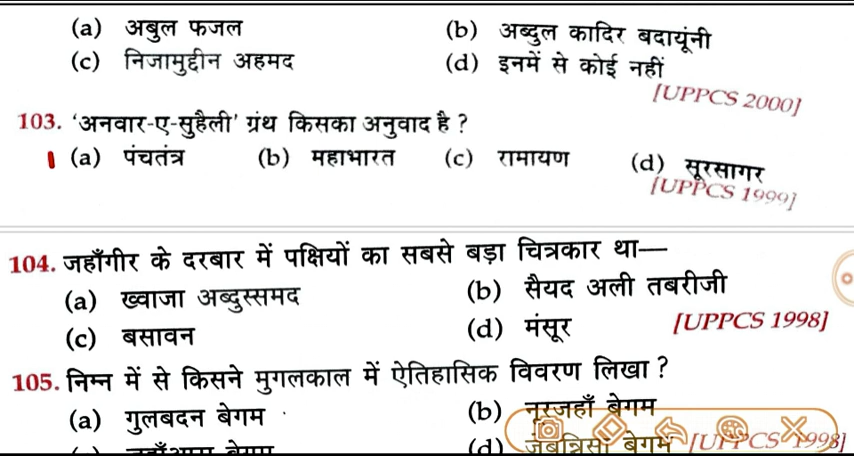 (a) अबुल फजल (b) अब्दुल कादिर बदायूंनी
(c) निजामुद्दीन अहमद (d) इनमें से कोई नहीं
[UPPCS 2000]
103. ‘अनवार-ए-सुहैली’ ग्रंथ किसका अनुवाद है ?
(a) पंचतंत्र (b) महाभारत (c) रामायण (d) सूरसागर
[UPPCS 1999]
104. जहाँगीर के दरबार में पक्षियों का सबसे बड़ा चित्रकार था—
(a) ख्वाजा अब्दुस्समद (b) सैयद अली तबरीजी
(c) बसावन (d) मंसूर [UPPCS 1998]
105. निम्न में से किसने मुगलकाल में ऐतिहासिक विवरण लिखा ?
(a) गुलबदन बेगम (b) नूरजहाँ बेगम
(d) जेबुन्निसा बेगम [UPPCS 1998]